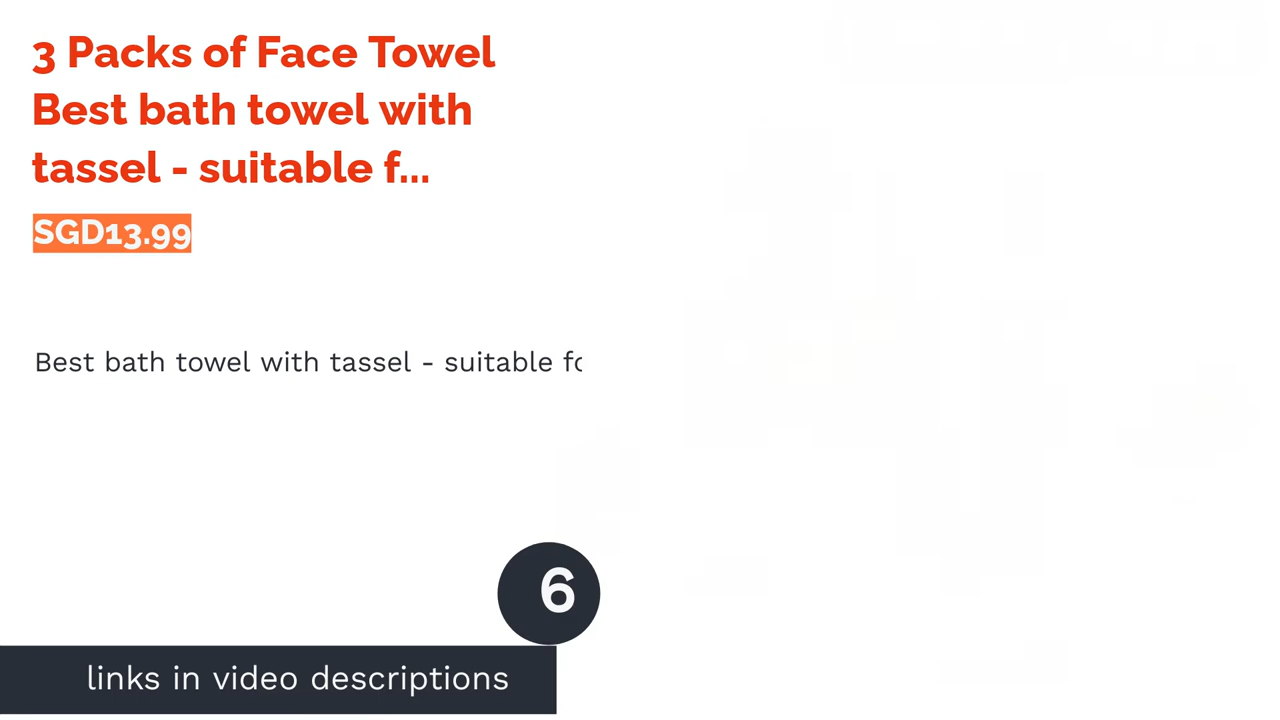 3 Packs of Face Towel
Best bath towel with
tassel - suitable f...
SGD13.99
Best bath towel with tassel - suitable fo
6
links in video descriptions